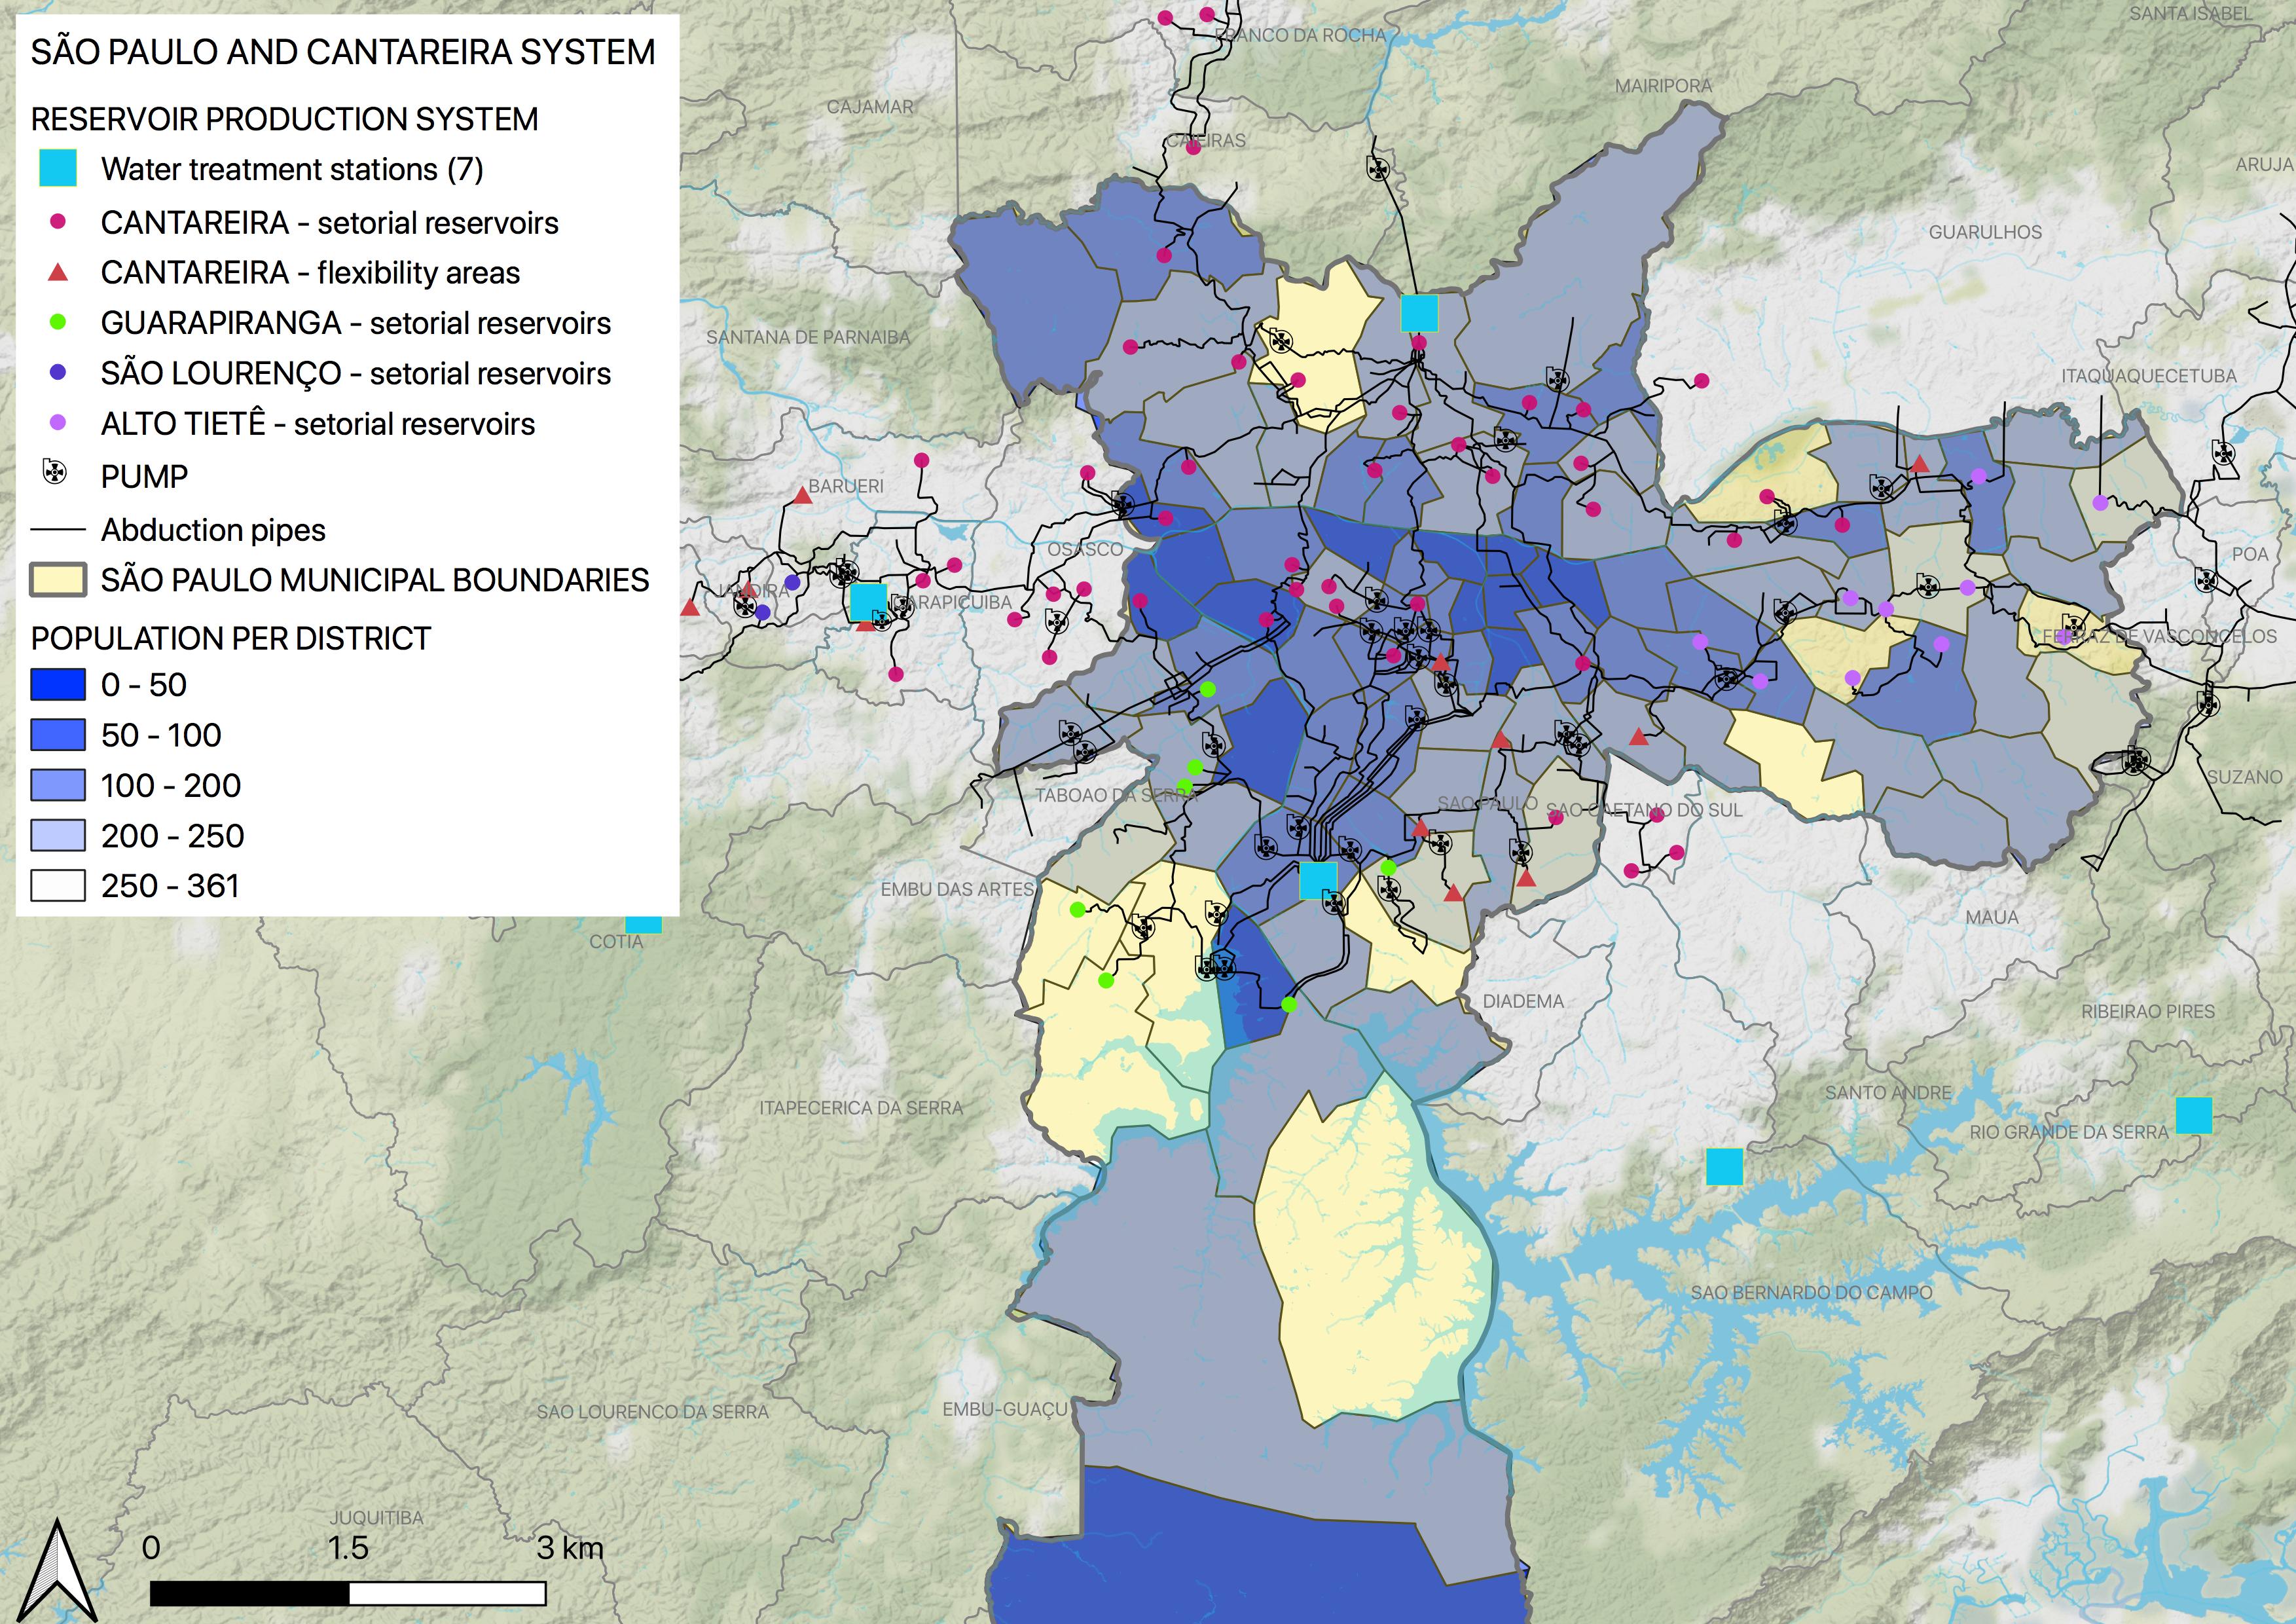 SÃO PAULO AND CANTAREIRA SYSTEM
RESERVOIR PRODUCTION SYSTEM
Water treatment stations (7)
CANTAREIRA - setorial reservoirs
CANTAREIRA - flexibility areas
GUARAPIRANGA - setorial reservoirs
SÃO LOURENÇO - setorial reservoirs
ALTO TIETÊ - setorial reservoirs
PUMP
Abduction pipes
SÃO PAULO MUNICIPAL BOUNDARIES
POPULATION PER DISTRICT
0 - 50
50 - 100
100 - 200
200 - 250
250 - 361
SANTA ISABEL
FRANCO DA ROCHA
MAIRIPORA
CAJAMAR
CAIEIRAS
ARUJA
GUARULHOS
SANTANA DE PARNAIBA
ITAQUAQUECETUBA
BARUERI
OSASCO
POA
JANDIRA
CARAPICUIBA
FERRAZ DE VASCONCELOS
SUZANO
TABOAO DA SERRA
SAO PAULO
SAO CAETANO DO SUL
EMBU DAS ARTES
MAUA
COTIA
DIADEMA
RIBEIRAO PIRES
SANTO ANDRE
ITAPECERICA DA SERRA
RIO GRANDE DA SERRA
SAO BERNARDO DO CAMPO
SAO LOURENCO DA SERRA
EMBU-GUAÇU
JUQUITIBA
0 1.5 3 km